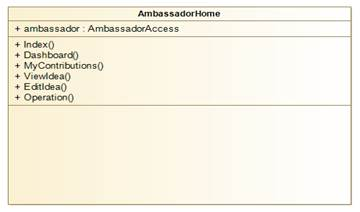 AmbassadorHome
+ ambassador : AmbassadorAccess
+ Index()
+ Dashboard()
+ MyContributions()
+ ViewIdea()
+ EditIdea()
+ Operation()